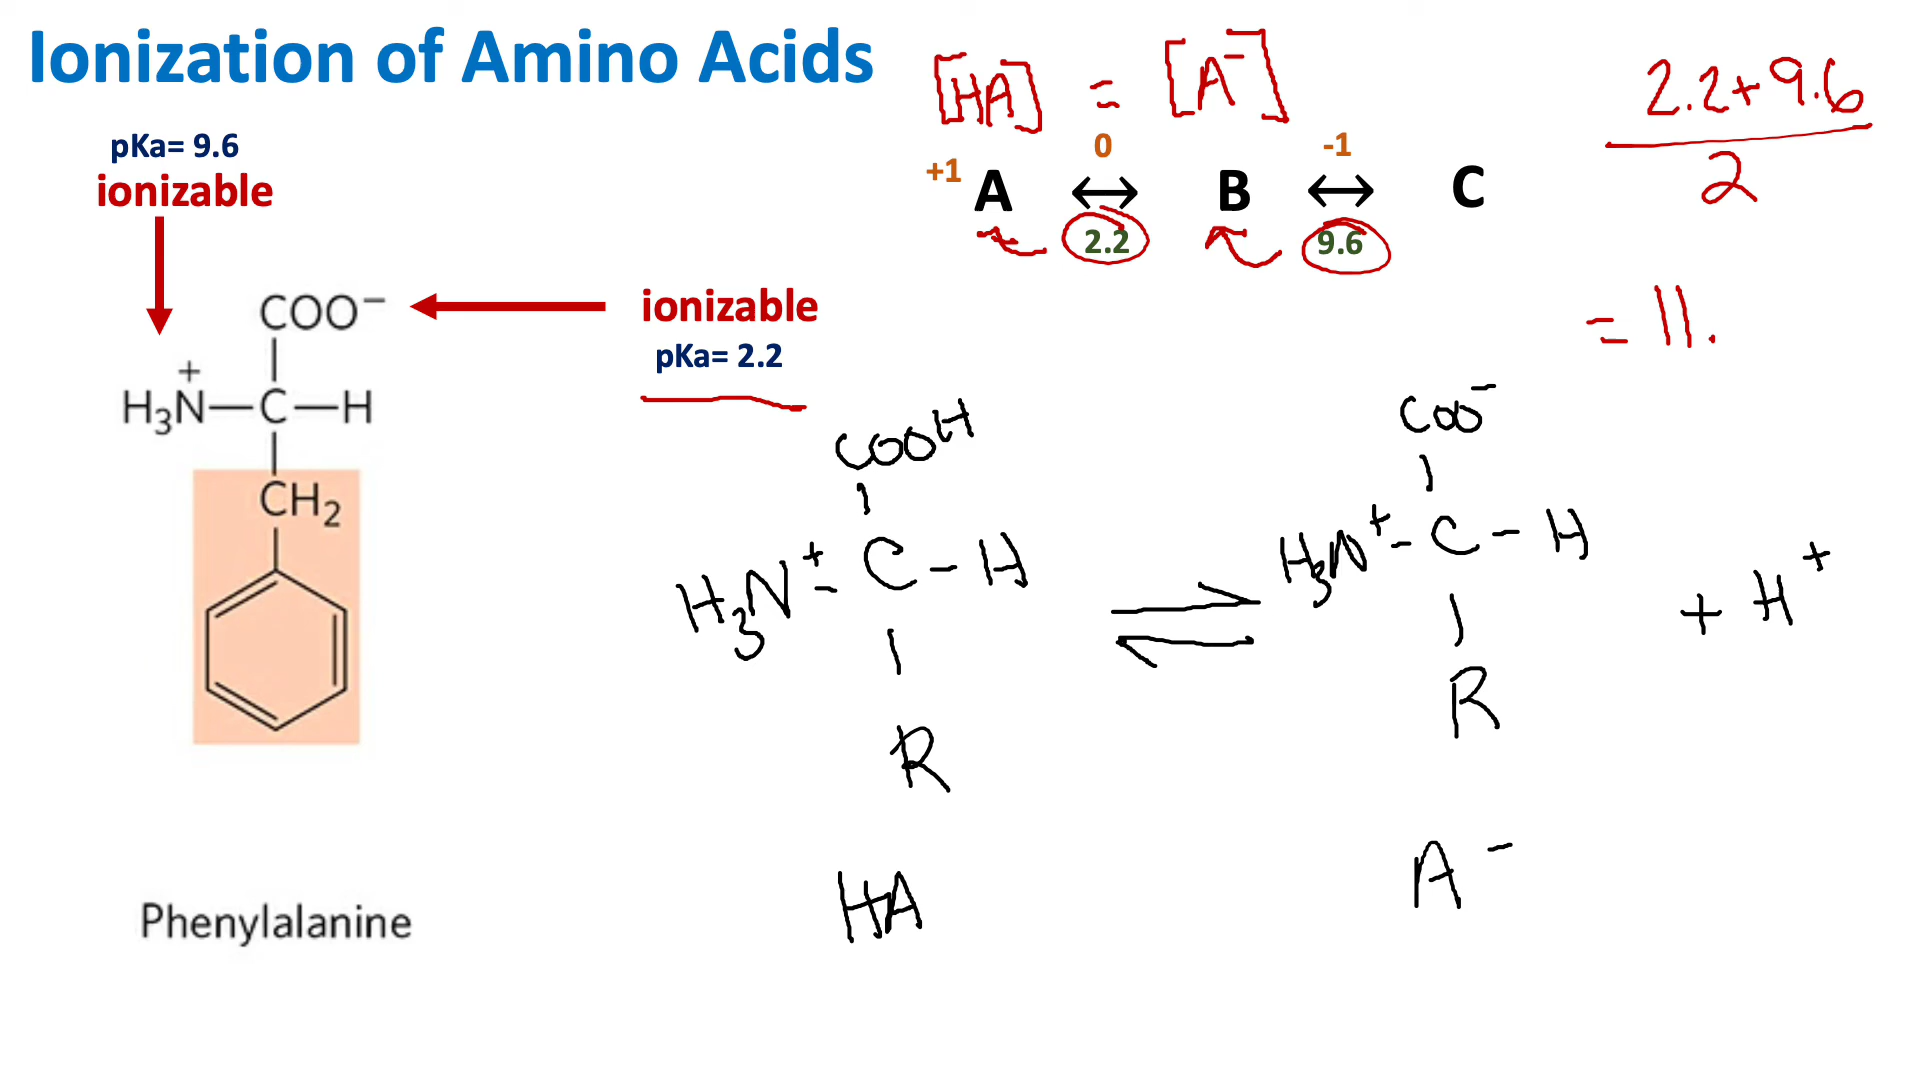 Ionization of Amino Acids
[HA] = [A⁻]
2.2+9.6
2
= 11.
+1 A ↔ B ↔ C
0 -1
2.2 9.6
pKa= 9.6
ionizable
ionizable
pKa= 2.2
COO⁻
+
H₃N—C—H
CH₂
Phenylalanine
COOH
H₃N⁺-C-H
R
HA
COO⁻
H₃N⁺-C-H
R
+ H⁺
A⁻